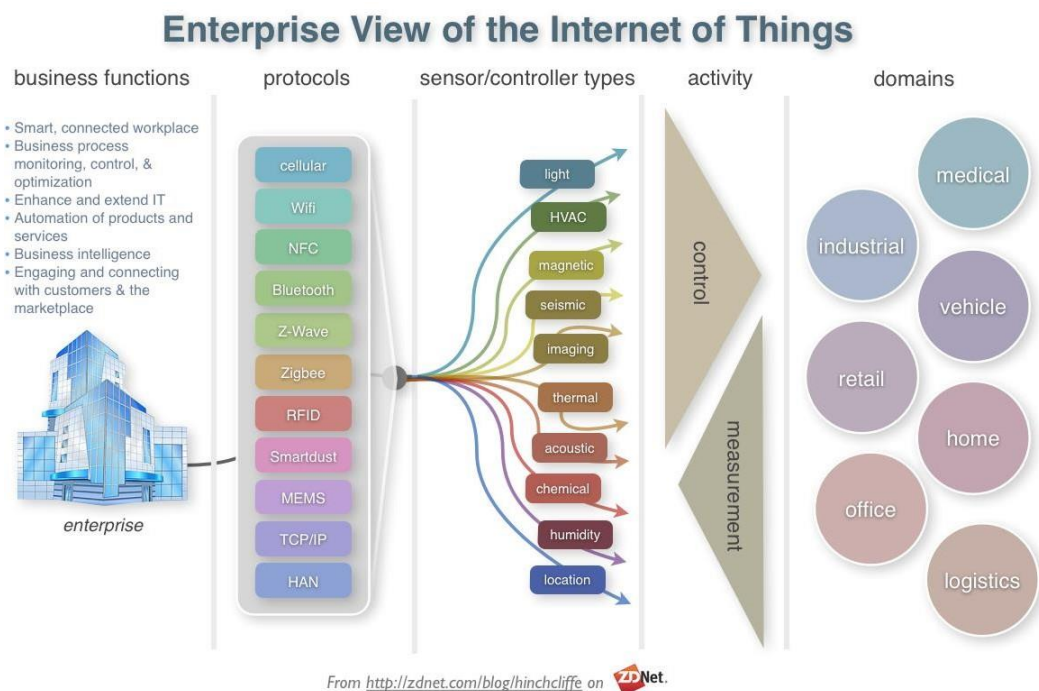 Enterprise View of the Internet of Things
business functions
protocols
sensor/controller types
activity
domains
• Smart, connected workplace
• Business process
monitoring, control, &
optimization
• Enhance and extend IT
• Automation of products and
services
• Business intelligence
• Engaging and connecting
with customers & the
marketplace
enterprise
cellular
Wifi
NFC
Bluetooth
Z-Wave
Zigbee
RFID
Smartdust
MEMS
TCP/IP
HAN
light
HVAC
magnetic
seismic
imaging
thermal
acoustic
chemical
humidity
location
control
measurement
medical
industrial
vehicle
retail
home
office
logistics
From http://zdnet.com/blog/hinchcliffe on ZDNet.